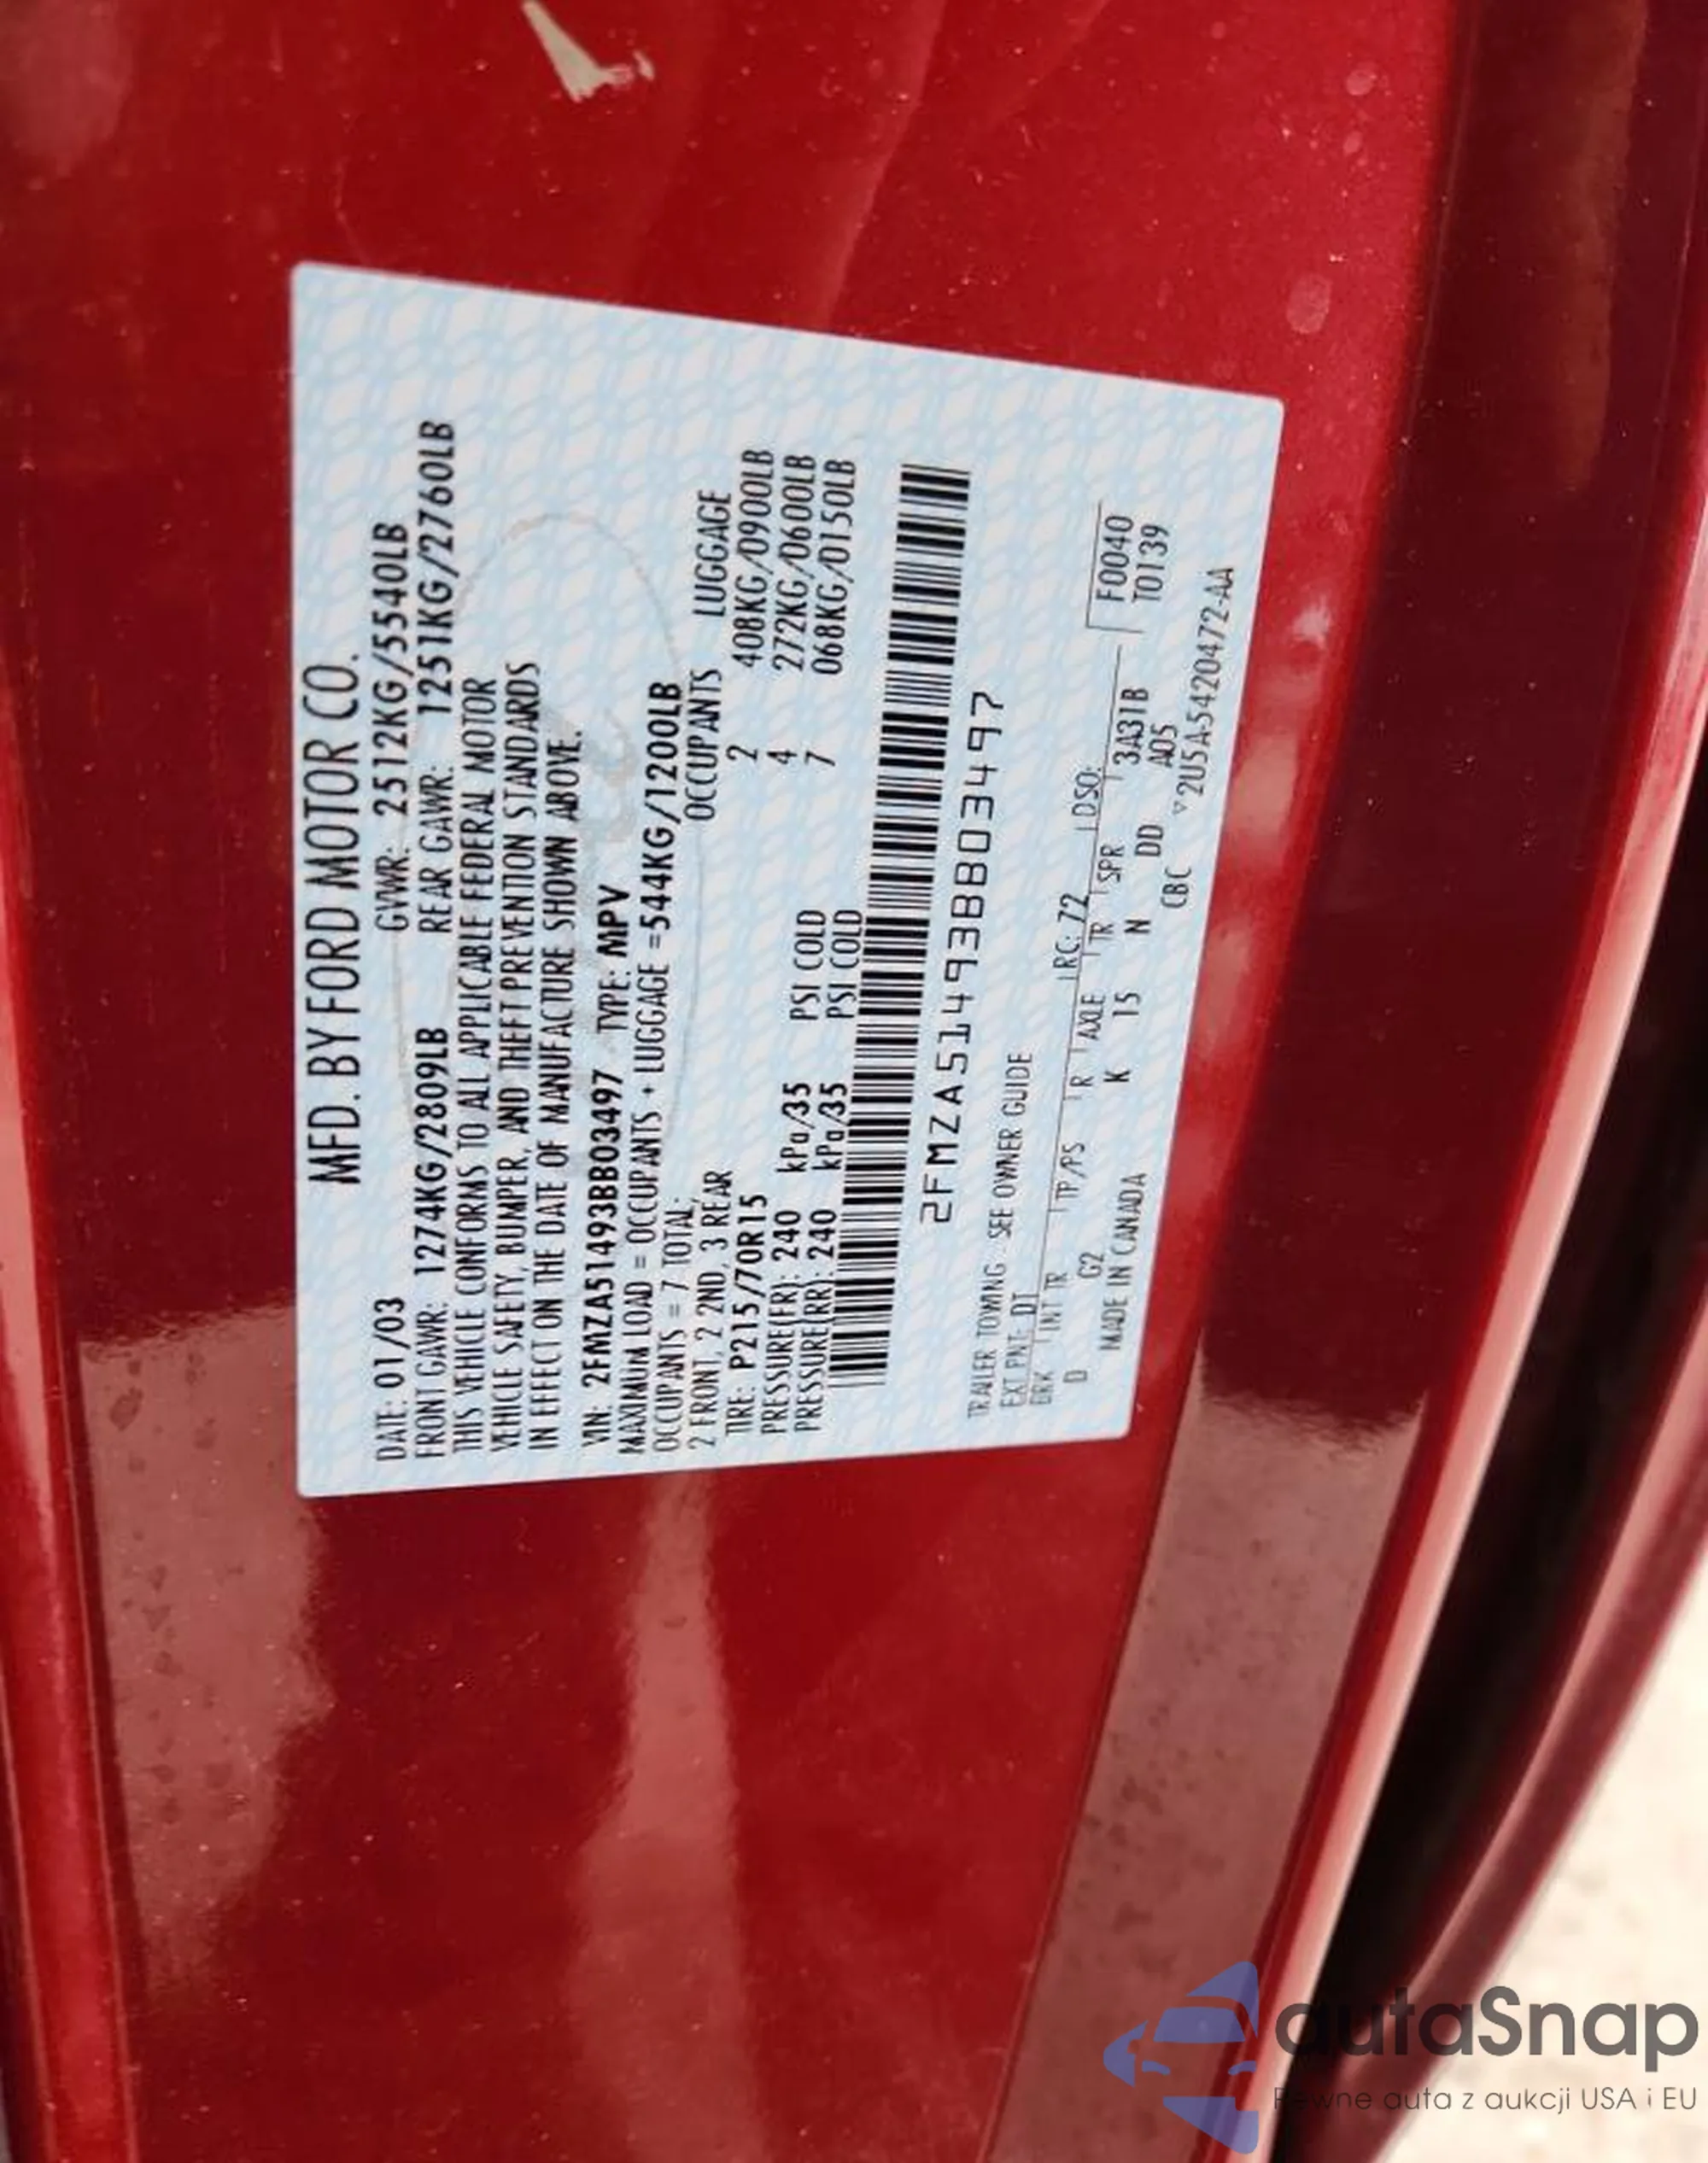 MFD. BY FORD MOTOR CO.
DATE: 01/03 GVWR: 2512KG/5540LB
FRONT GAWR: 1274KG/2809LB REAR GAWR: 1251KG/2760LB
THIS VEHICLE CONFORMS TO ALL APPLICABLE FEDERAL MOTOR
VEHICLE SAFETY, BUMPER, AND THEFT PREVENTION STANDARDS
IN EFFECT ON THE DATE OF MANUFACTURE SHOWN ABOVE.
VIN: 2FMZA51493BB03497 TYPE: MPV
MAXIMUM LOAD = OCCUPANTS + LUGGAGE =544KG/1200LB
OCCUPANTS = 7 TOTAL; OCCUPANTS LUGGAGE
2 FRONT, 2 2ND, 3 REAR 2 408KG/0900LB
TIRE: P215/70R15 4 272KG/0600LB
PRESSURE(FR): 240 kPa/35 PSI COLD 7 068KG/0150LB
PRESSURE(RR): 240 kPa/35 PSI COLD
2FMZA51493BB03497
TRAILER TOWING - SEE OWNER GUIDE
EXT PNT: DT RC: 72 DSO:
BRK INT TR TP/PS R AXLE TR SPR F0040
D G2 K 15 N DD 3A31B A05 T0139
MADE IN CANADA CBC ▽2U5A-5420472-AA
autaSnap
Pewne auta z aukcji USA i EU